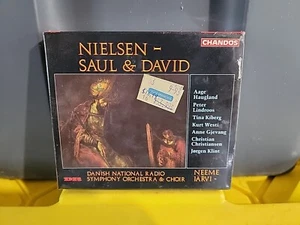 NIELSEN -
CHANDOS
SAUL & DAVID
Aage
Haugland
Peter
Lindroos
Tina Kiberg
Kurt Westi
Anne Gjevang
Christian
Christiansen
Jørgen Klint
DANISH NATIONAL RADIO
SYMPHONY ORCHESTRA & CHOIR
NEEME
JÄRVI